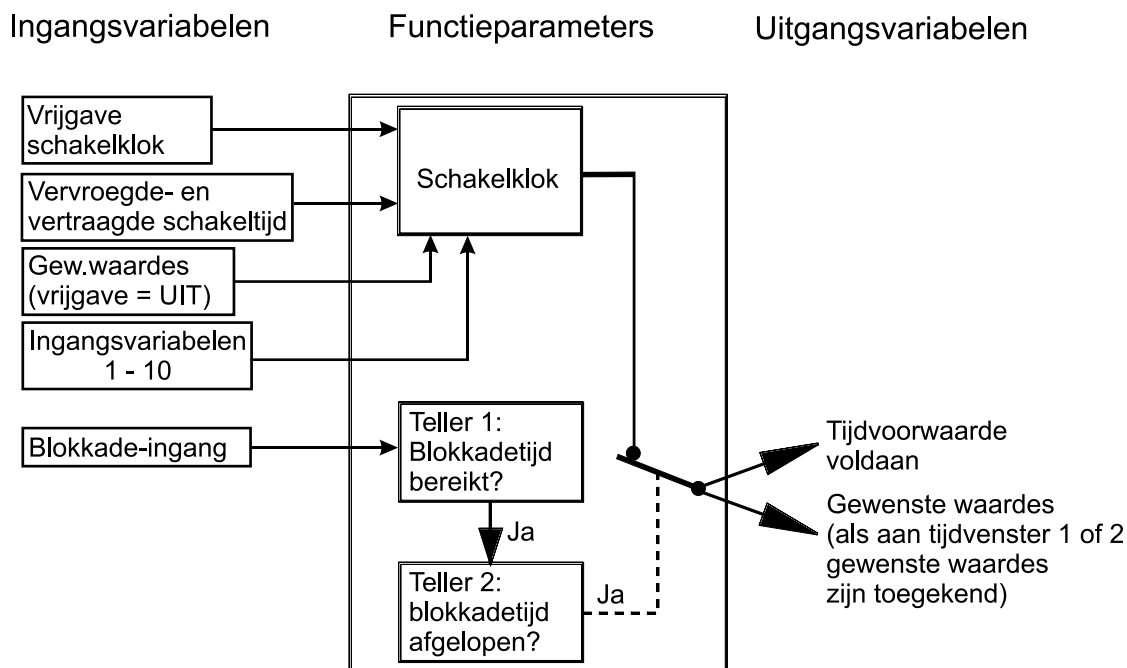 Ingangsvariabelen
Functieparameters
Uitgangsvariabelen
Vrijgave
schakelklok
Vervroegde- en
vertraagde schakeltijd
Gew.waardes
(vrijgave = UIT)
Ingangsvariabelen
1 - 10
Blokkade-ingang
Schakelklok
Teller 1:
Blokkadetijd
bereikt?
Ja
Teller 2:
blokkadetijd
afgelopen?
Ja
Tijdvoorwaarde
voldaan
Gewenste waardes
(als aan tijdvenster 1 of 2
gewenste waardes
zijn toegekend)